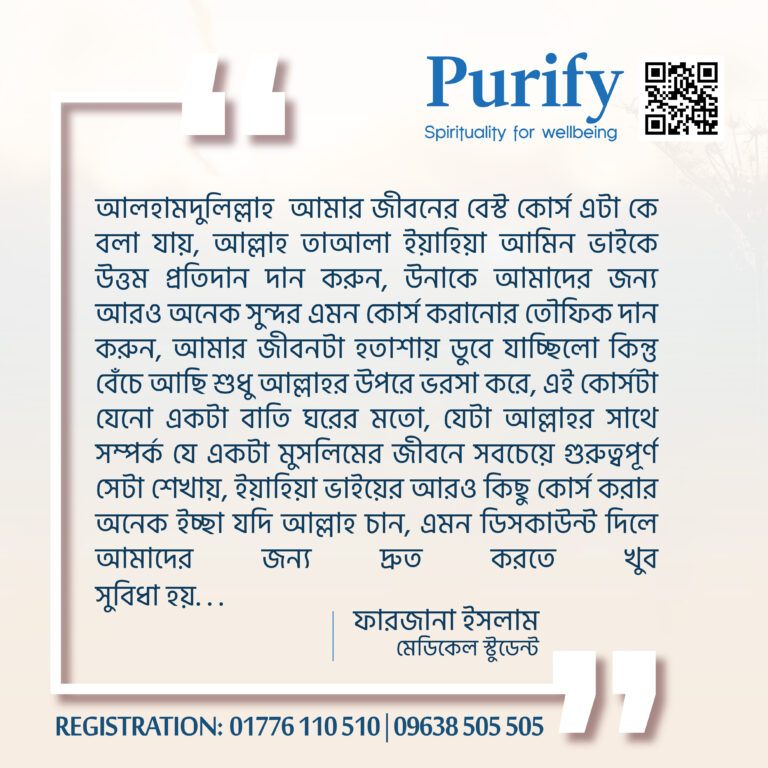 Purify
Spirituality for wellbeing
আলহামদুলিল্লাহ আমার জীবনের বেস্ট কোর্স এটা কে
বলা যায়, আল্লাহ তাআলা ইয়াহিয়া আমিন ভাইকে
উত্তম প্রতিদান দান করুন, উনাকে আমাদের জন্য
আরও অনেক সুন্দর এমন কোর্স করানোর তৌফিক দান
করুন, আমার জীবনটা হতাশায় ডুবে যাচ্ছিলো কিন্তু
বেঁচে আছি শুধু আল্লাহর উপরে ভরসা করে, এই কোর্সটা
যেনো একটা বাতি ঘরের মতো, যেটা আল্লাহর সাথে
সম্পর্ক যে একটা মুসলিমের জীবনে সবচেয়ে গুরুত্বপূর্ণ
সেটা শেখায়, ইয়াহিয়া ভাইয়ের আরও কিছু কোর্স করার
অনেক ইচ্ছা যদি আল্লাহ চান, এমন ডিসকাউন্ট দিলে
আমাদের জন্য দ্রুত করতে খুব
সুবিধা হয়...
ফারজানা ইসলাম
মেডিকেল স্টুডেন্ট
REGISTRATION: 01776 110 510 | 09638 505 505